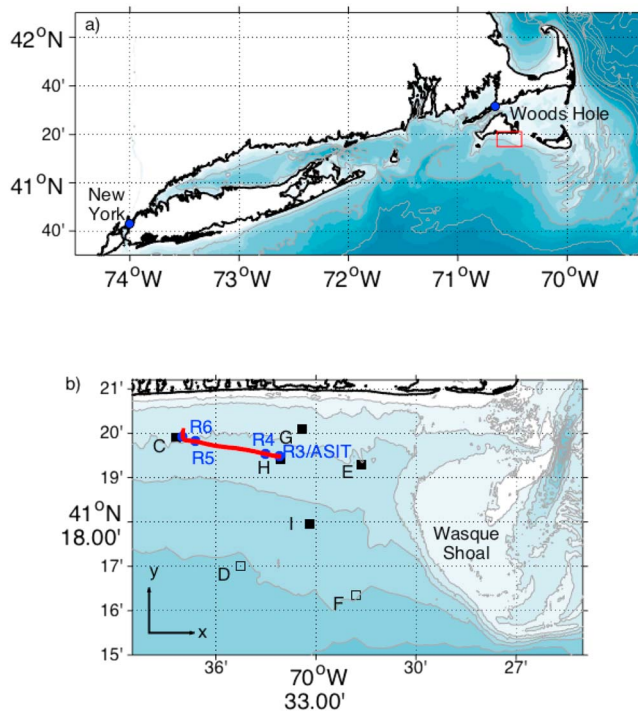 a)
42°N
40'
20'
41°N
40'
Woods Hole
New
York
74°W 73°W 72°W 71°W 70°W
b)
21'
20'
19'
41°N
18.00'
17'
16'
15'
R6
C
R5
R4
G
R3/ASIT
H
E
I
Wasque
Shoal
D
F
y
x
36' 70°W 30' 27'
33.00'